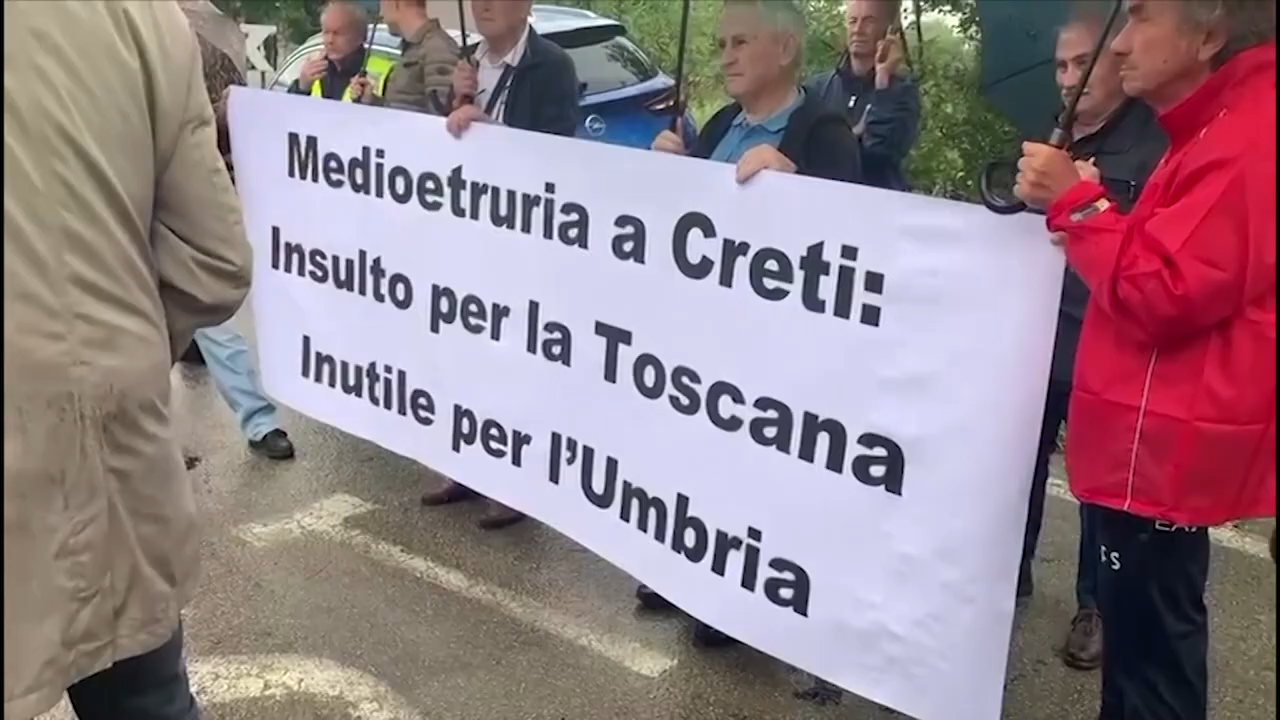 Medioetruria a Creti:
Insulto per la Toscana
Inutile per l'Umbria